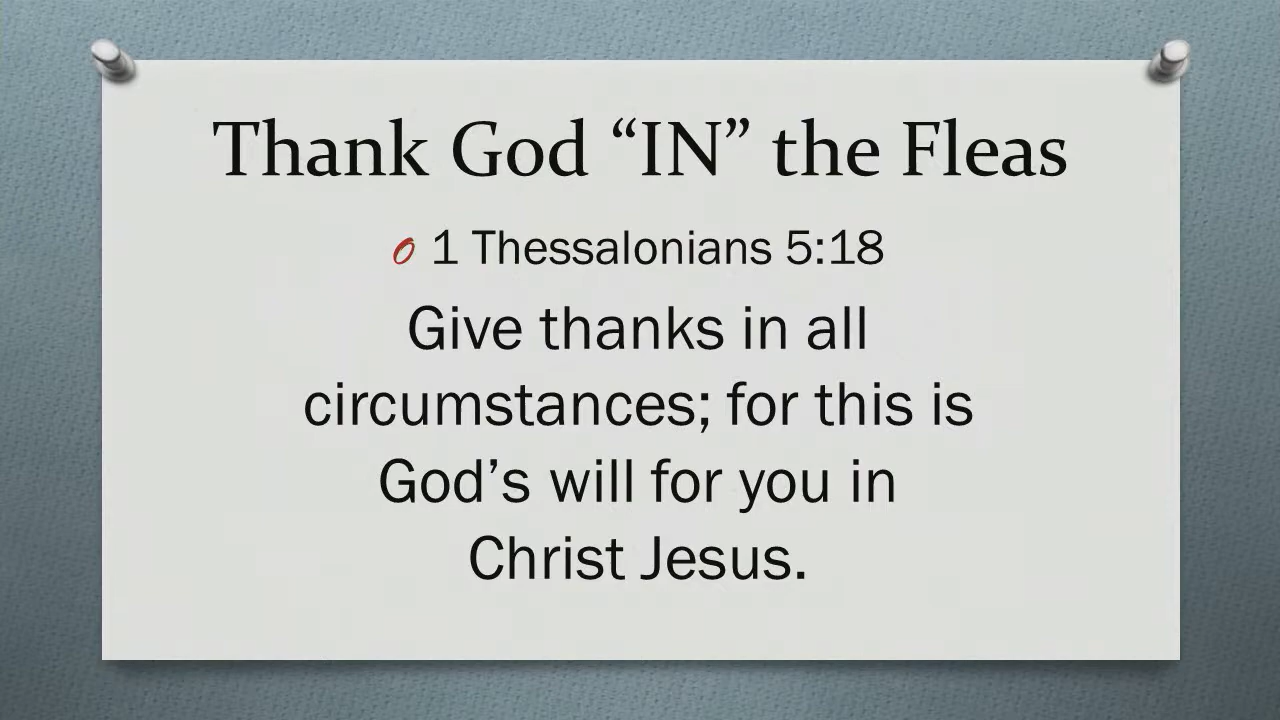 Thank God “IN” the Fleas
1 Thessalonians 5:18
Give thanks in all
circumstances; for this is
God’s will for you in
Christ Jesus.